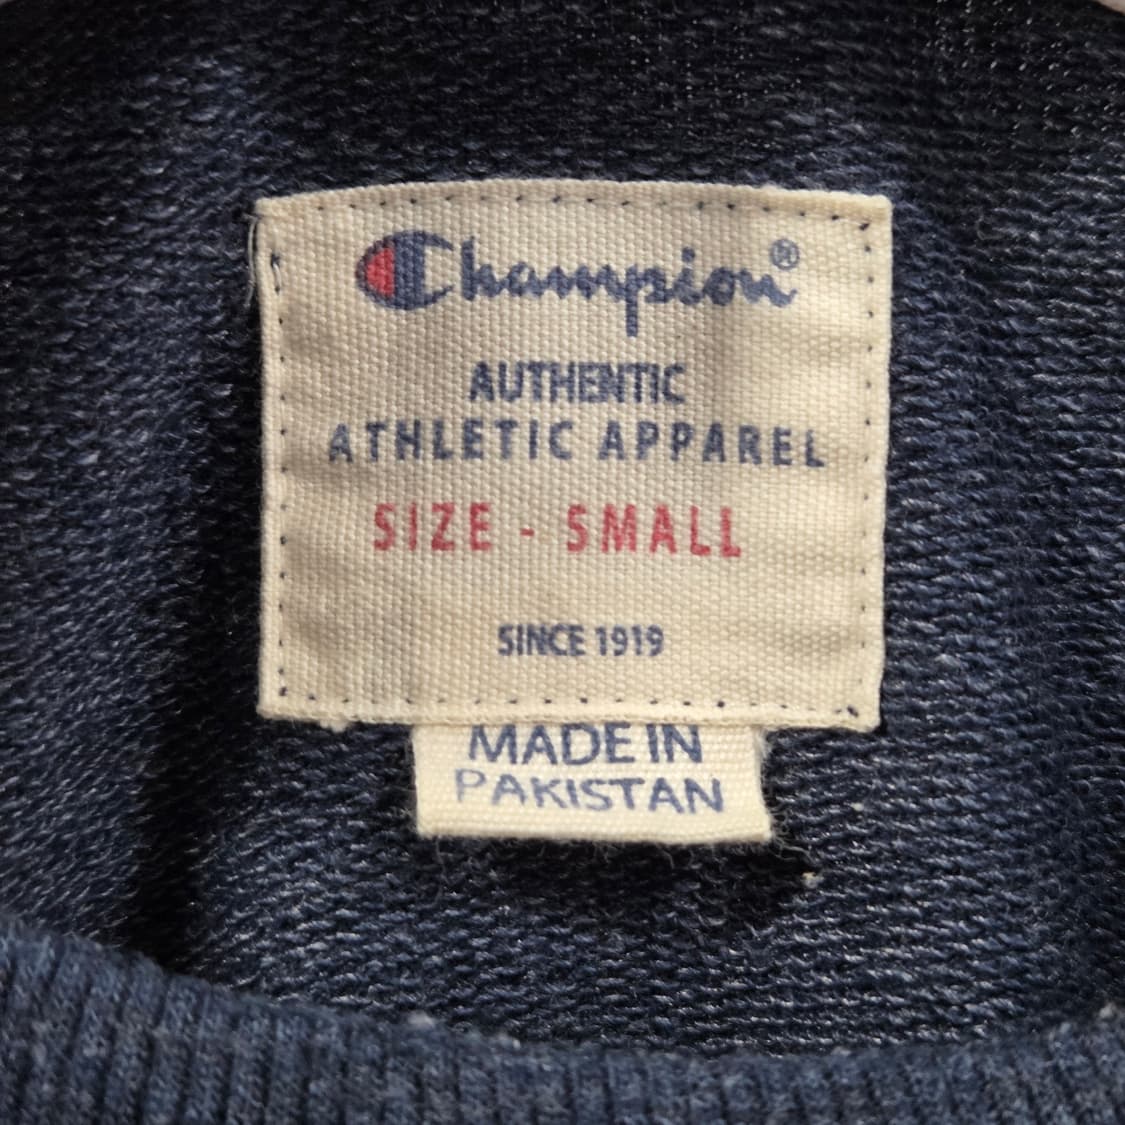 Champion®
AUTHENTIC
ATHLETIC APPAREL
SIZE - SMALL
SINCE 1919
MADE IN
PAKISTAN